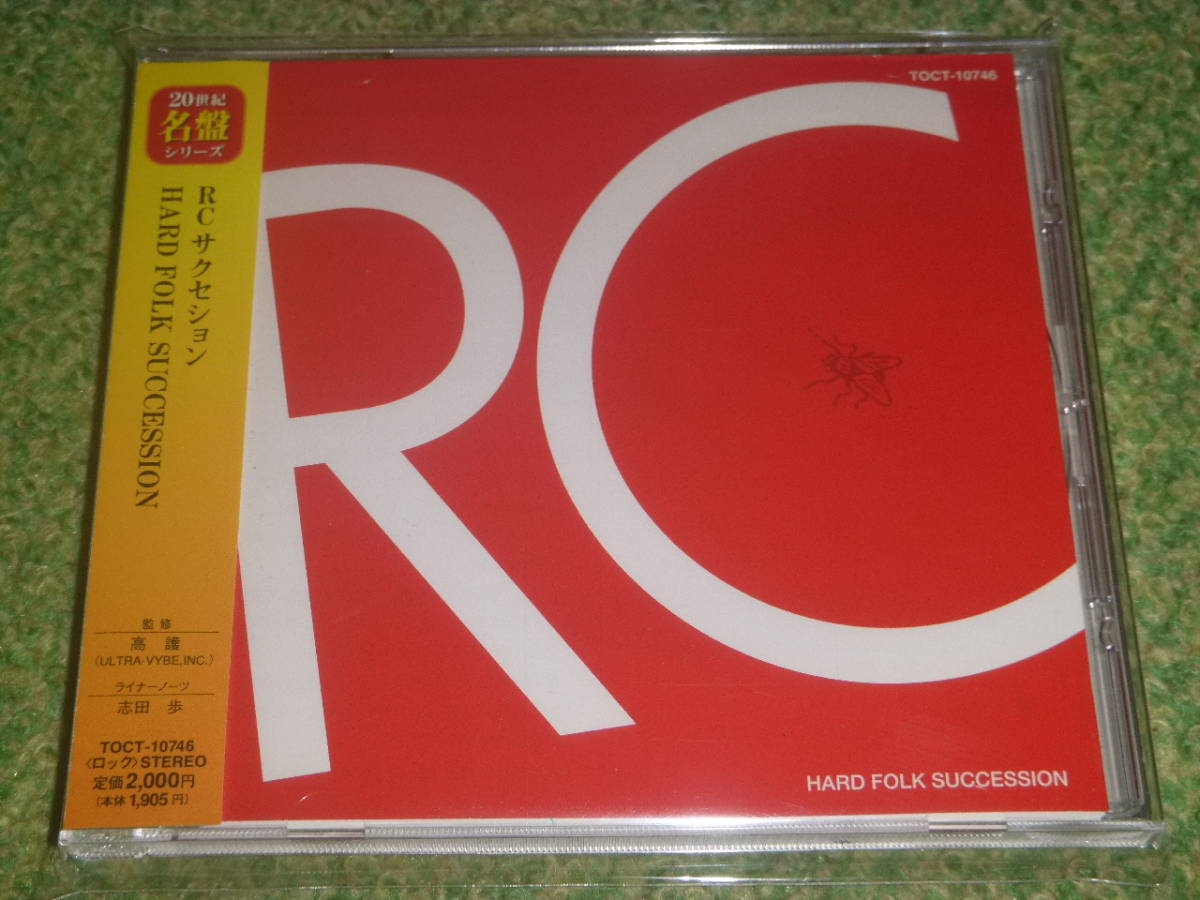 20世紀
名盤
シリーズ
RCサクセション
HARD FOLK SUCCESSION
監修
高 護
(ULTRA-VYBE,INC.)
ライナーノーツ
志田 歩
TOCT-10746
〈ロック〉STEREO
定価2,000円
(本体1,905円)
TOCT-10746
RC
HARD FOLK SUCCESSION